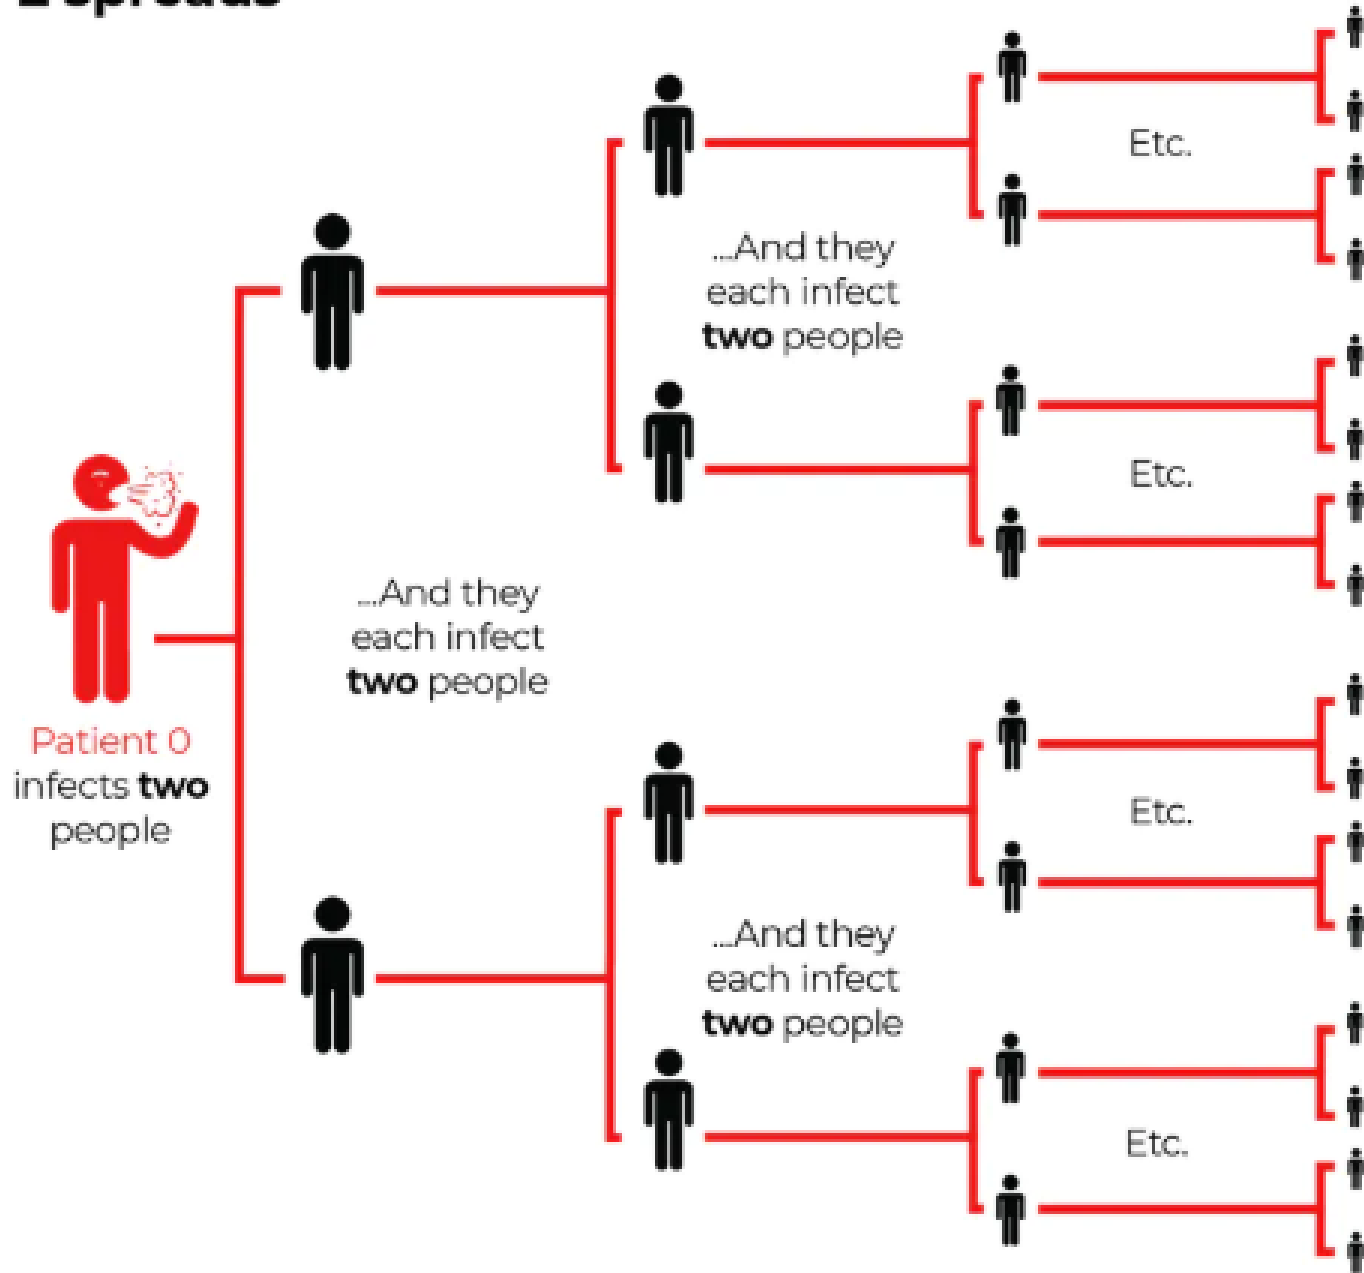 spreads
...And they
each infect
two people
Etc.
Etc.
...And they
each infect
two people
Patient 0
infects two
people
Etc.
...And they
each infect
two people
Etc.